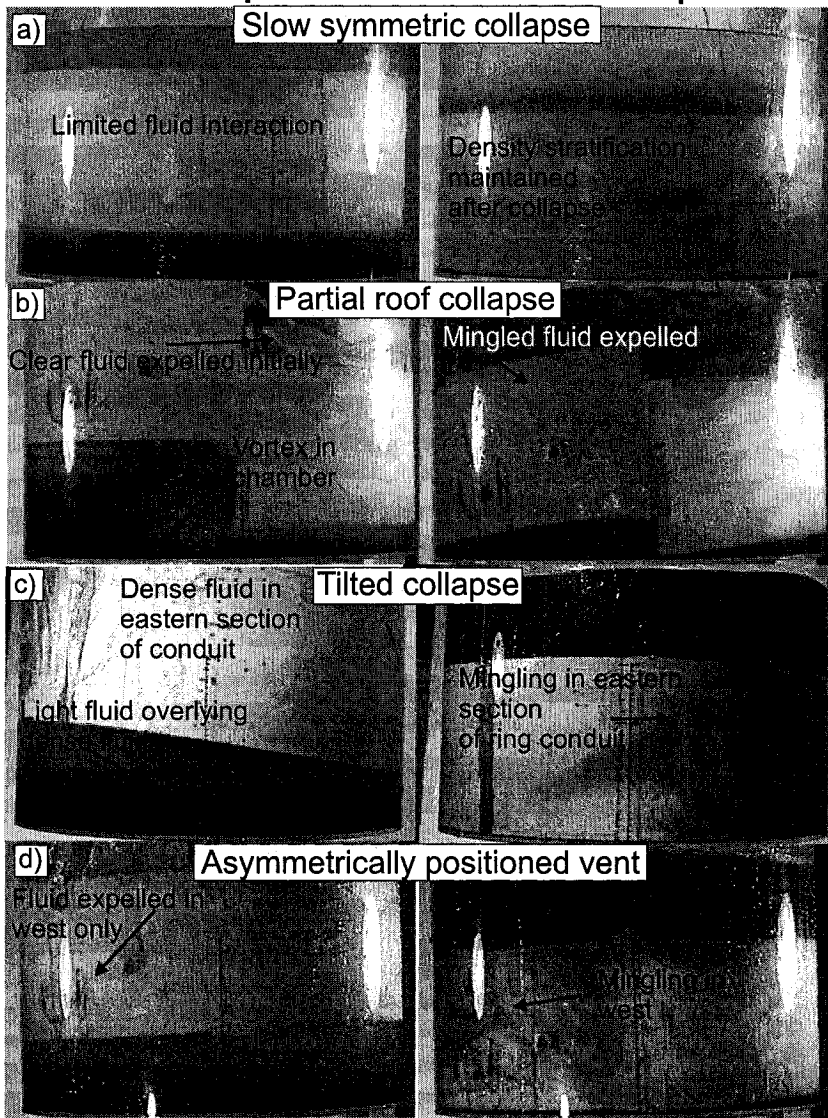 a)
Slow symmetric collapse
Limited fluid interaction
Density stratification
maintained
after collapse
b)
Partial roof collapse
Clear fluid expelled initially
Vortex in
chamber
Mingled fluid expelled
c)
Tilted collapse
Dense fluid in
eastern section
of conduit
Light fluid overlying
Mingling in eastern
section
of ring conduit
d)
Asymmetrically positioned vent
Fluid expelled in
west only
Mingling in
west